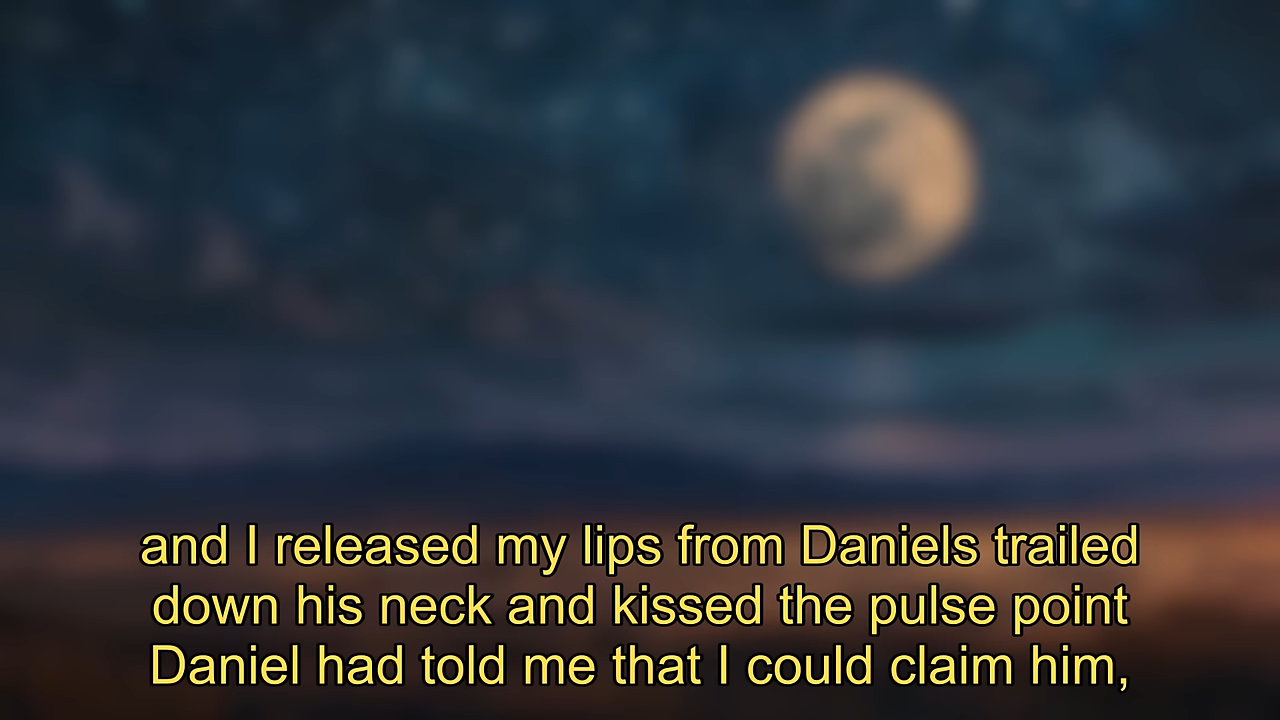 and I released my lips from Daniels trailed
down his neck and kissed the pulse point
Daniel had told me that I could claim him,